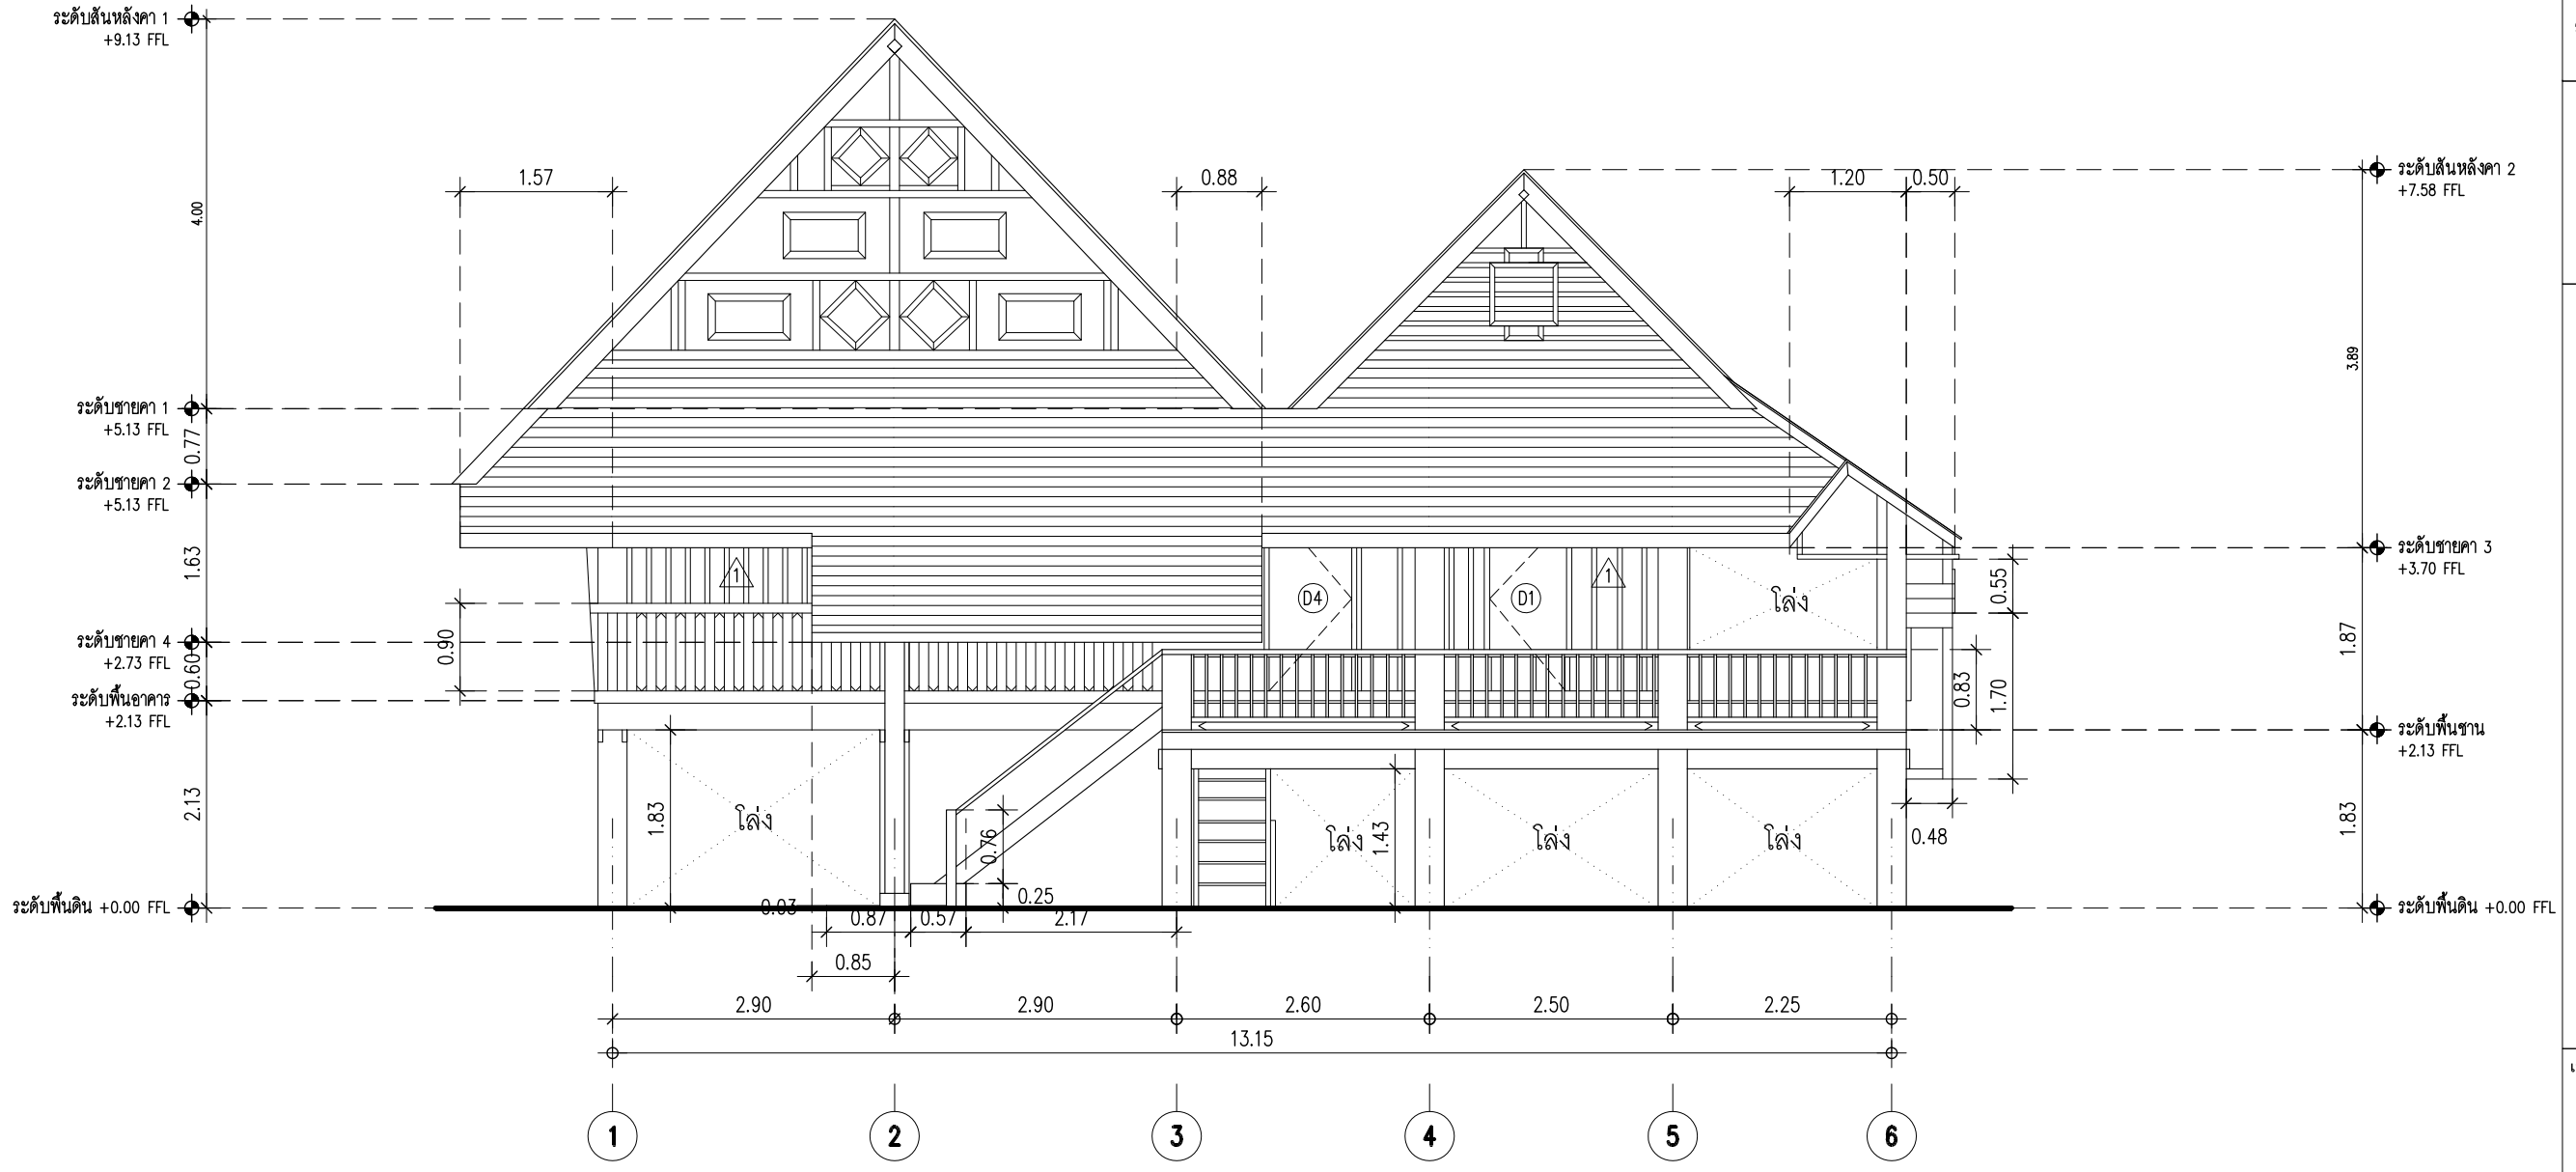 ระดับสันหลังคา 1
+9.13 FFL
4.00
ระดับชายคา 1
+5.13 FFL
0.77
ระดับชายคา 2
+5.13 FFL
1.63
ระดับชายคา 4
+2.73 FFL
0.60
ระดับพื้นอาคาร
+2.13 FFL
2.13
ระดับพื้นดิน +0.00 FFL
1.57
0.88
1.20
0.50
ระดับสันหลังคา 2
+7.58 FFL
3.89
ระดับชายคา 3
+3.70 FFL
1.87
ระดับพื้นชาน
+2.13 FFL
1.83
ระดับพื้นดิน +0.00 FFL
1
D4
D1
1
โล่ง
0.55
0.90
0.83
1.70
1.83
โล่ง
0.76
โล่ง
1.43
โล่ง
โล่ง
0.48
0.25
0.03
0.87
0.57
2.17
0.85
2.90
2.90
2.60
2.50
2.25
13.15
1
2
3
4
5
6